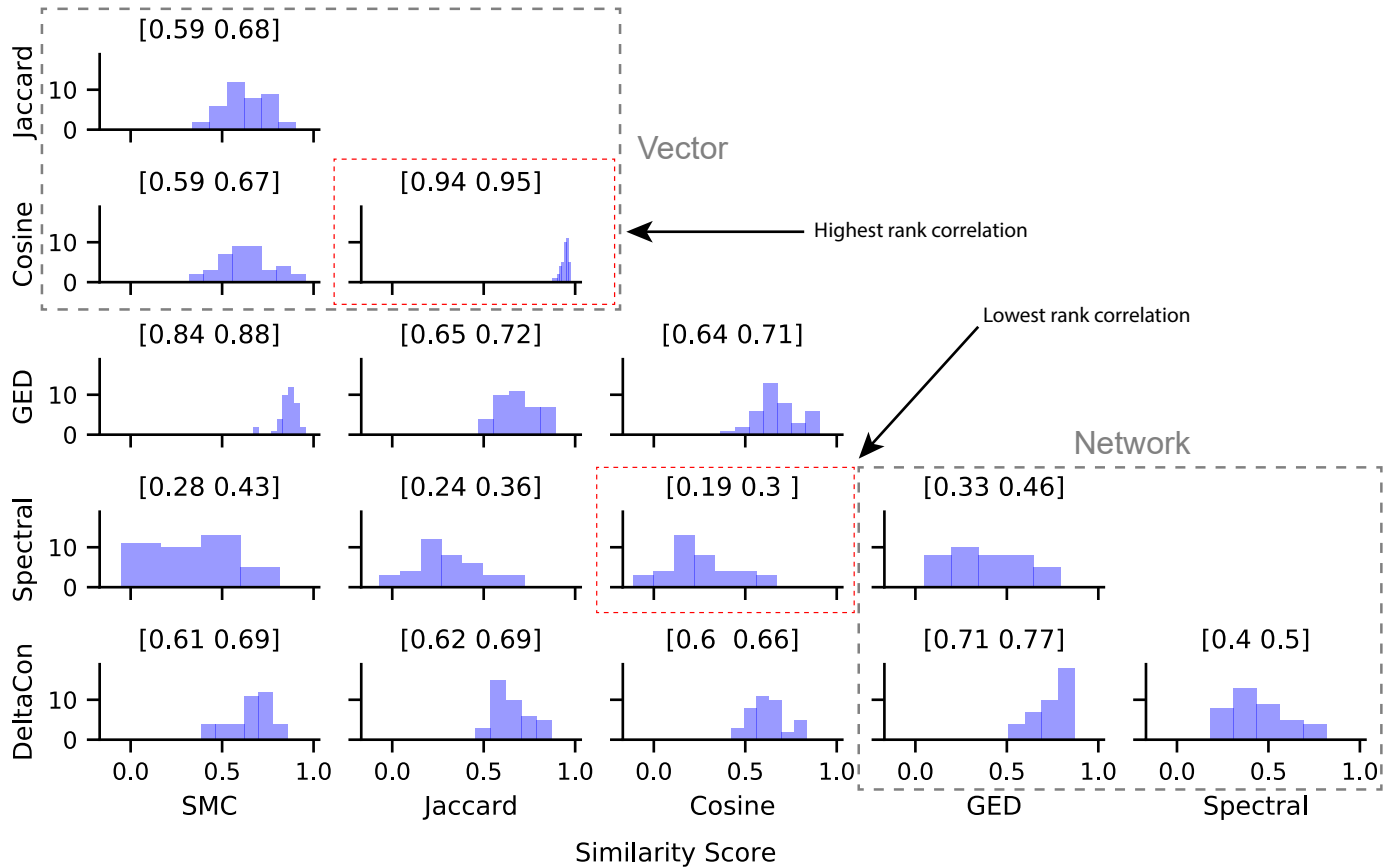 [0.59 0.68]
Jaccard
10
0
Vector
[0.59 0.67]
[0.94 0.95]
Cosine
10
0
Highest rank correlation
Lowest rank correlation
[0.84 0.88]
[0.65 0.72]
[0.64 0.71]
GED
10
0
Network
[0.28 0.43]
[0.24 0.36]
[0.19 0.3 ]
[0.33 0.46]
Spectral
10
0
[0.61 0.69]
[0.62 0.69]
[0.6  0.66]
[0.71 0.77]
[0.4 0.5]
DeltaCon
10
0
0.0 0.5 1.0
0.0 0.5 1.0
0.0 0.5 1.0
0.0 0.5 1.0
0.0 0.5 1.0
SMC
Jaccard
Cosine
GED
Spectral
Similarity Score